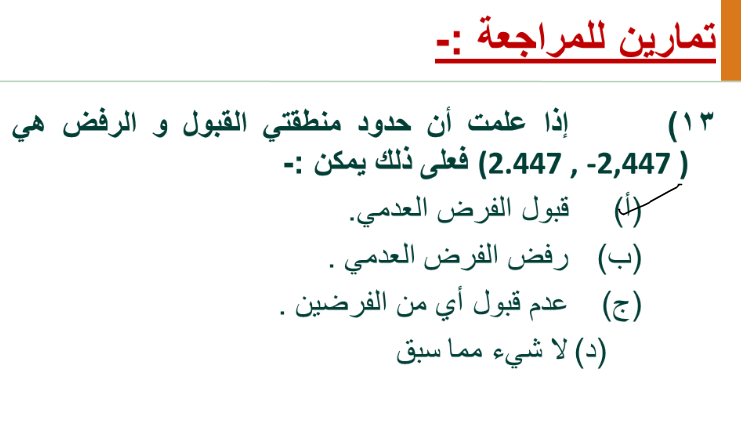 تمارين للمراجعة :-
١٣) إذا علمت أن حدود منطقتي القبول و الرفض هي
( 2,447- , 2.447) فعلى ذلك يمكن :-
(أ) قبول الفرض العدمي.
(ب) رفض الفرض العدمي .
(ج) عدم قبول أي من الفرضين .
(د) لا شيء مما سبق